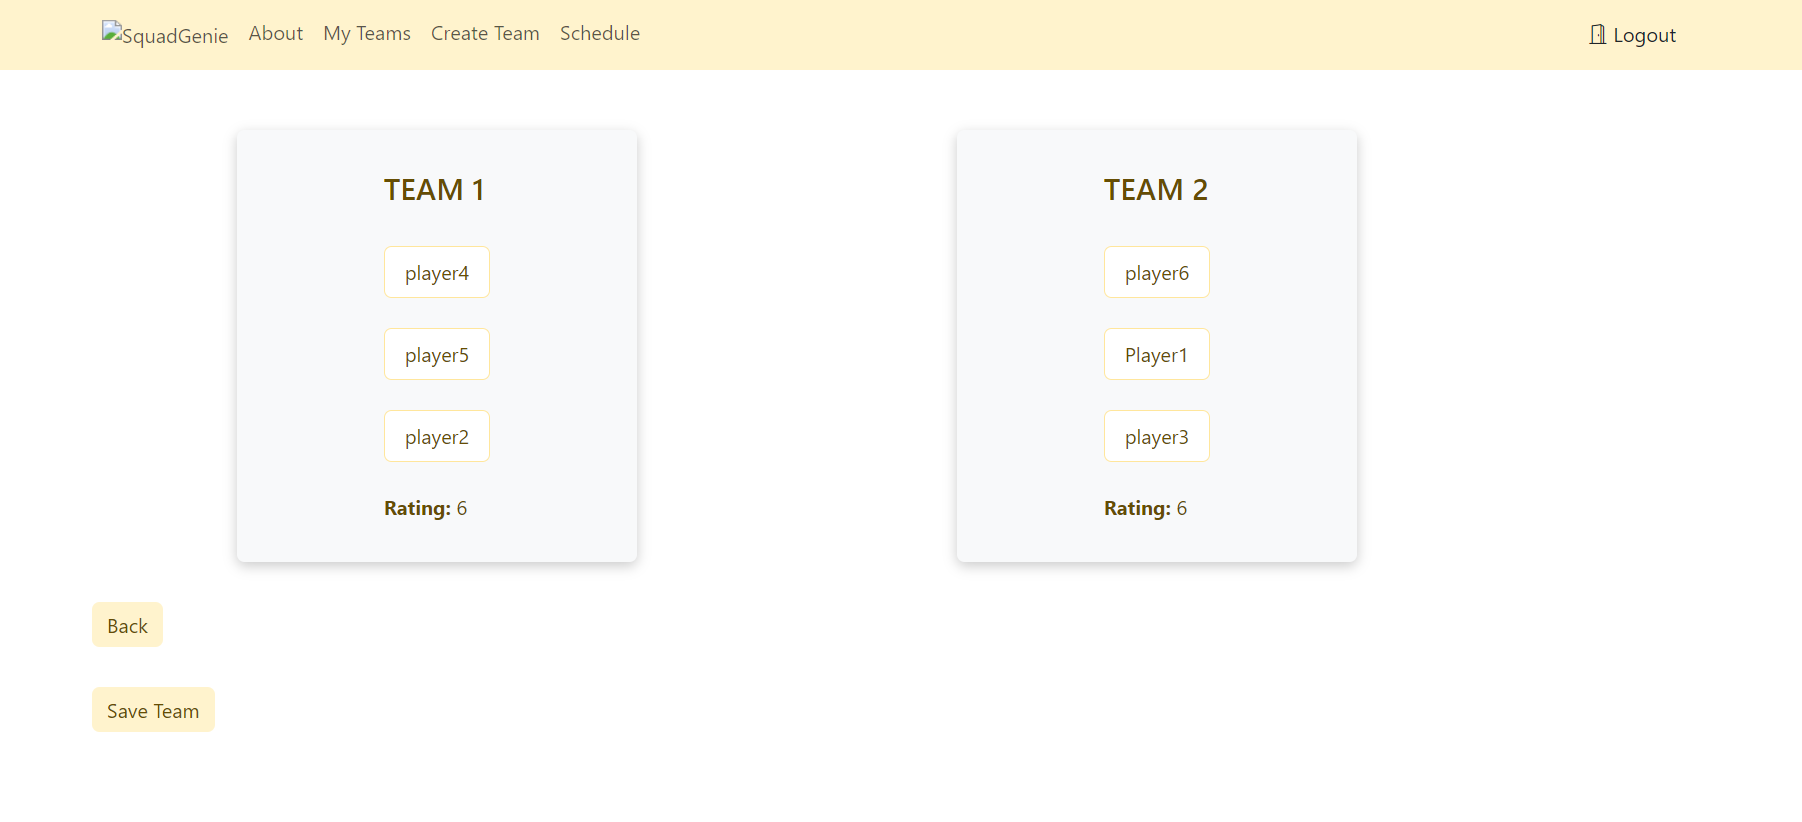 SquadGenie About My Teams Create Team Schedule Logout
TEAM 1
player4
player5
player2
Rating: 6
TEAM 2
player6
Player1
player3
Rating: 6
Back
Save Team